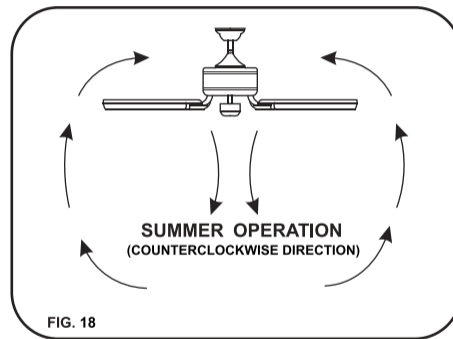 SUMMER OPERATION
(COUNTERCLOCKWISE DIRECTION)
FIG. 18